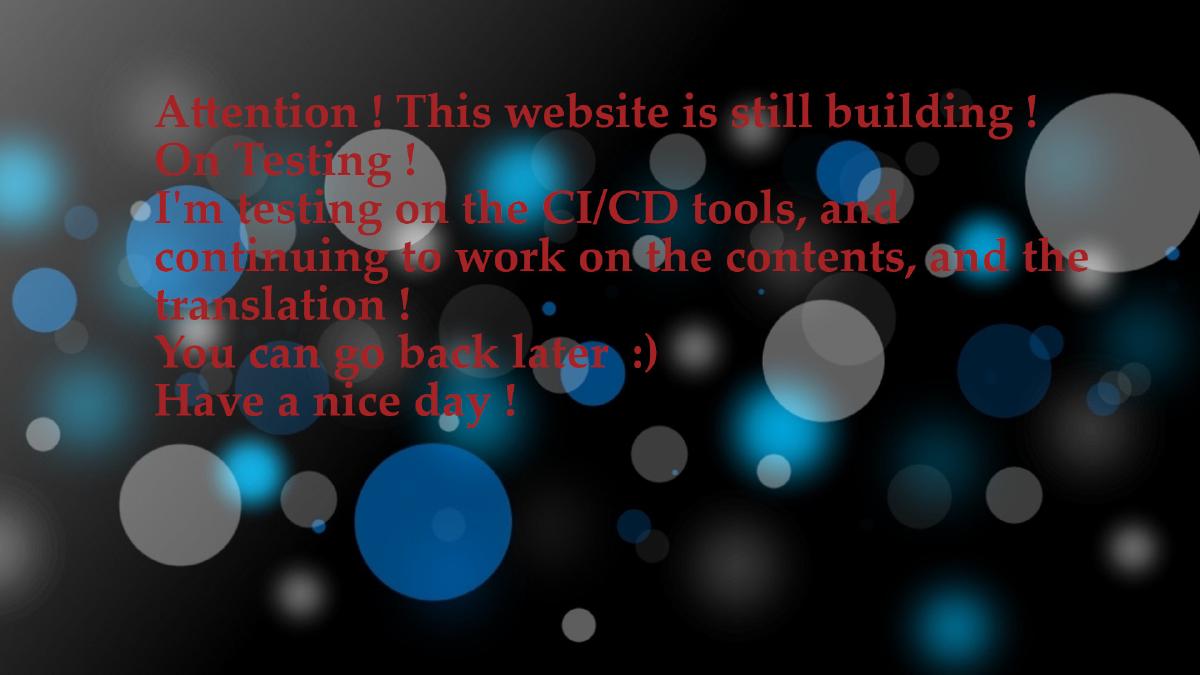 Attention ! This website is still building !
On Testing !
I'm testing on the CI/CD tools, and
continuing to work on the contents, and the
translation !
You can go back later  :)
Have a nice day !